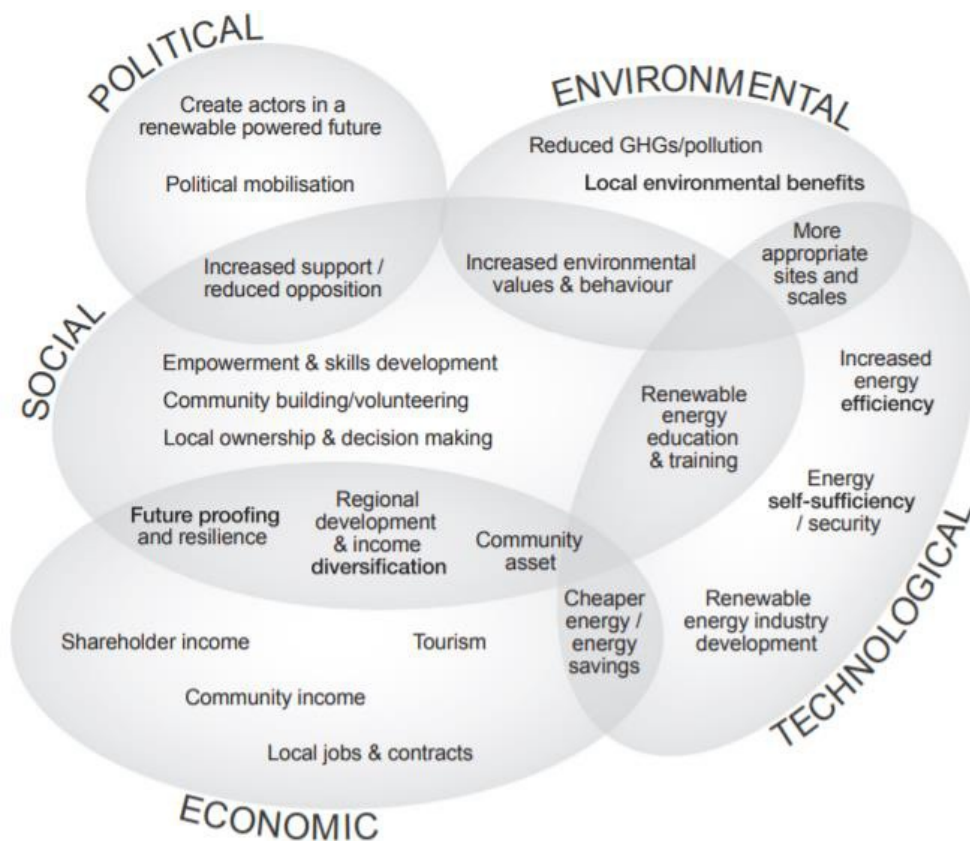 POLITICAL
Create actors in a
renewable powered future
Political mobilisation
ENVIRONMENTAL
Reduced GHGs/pollution
Local environmental benefits
More
appropriate
sites and
scales
Increased support /
reduced opposition
Increased environmental
values & behaviour
SOCIAL
Empowerment & skills development
Community building/volunteering
Local ownership & decision making
Renewable
energy
education
& training
Increased
energy
efficiency
Energy
self-sufficiency
/ security
TECHNOLOGICAL
Future proofing
and resilience
Regional
development
& income
diversification
Community
asset
Cheaper
energy /
energy
savings
Renewable
energy industry
development
Shareholder income
Tourism
Community income
Local jobs & contracts
ECONOMIC